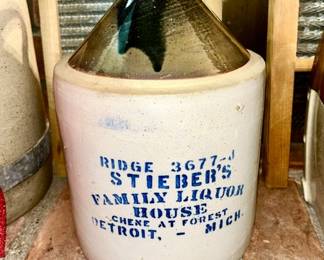 RIDGE 3677-J
STIEBER'S
FAMILY LIQUOR
HOUSE
CHENE AT FOREST
DETROIT, - MICH.